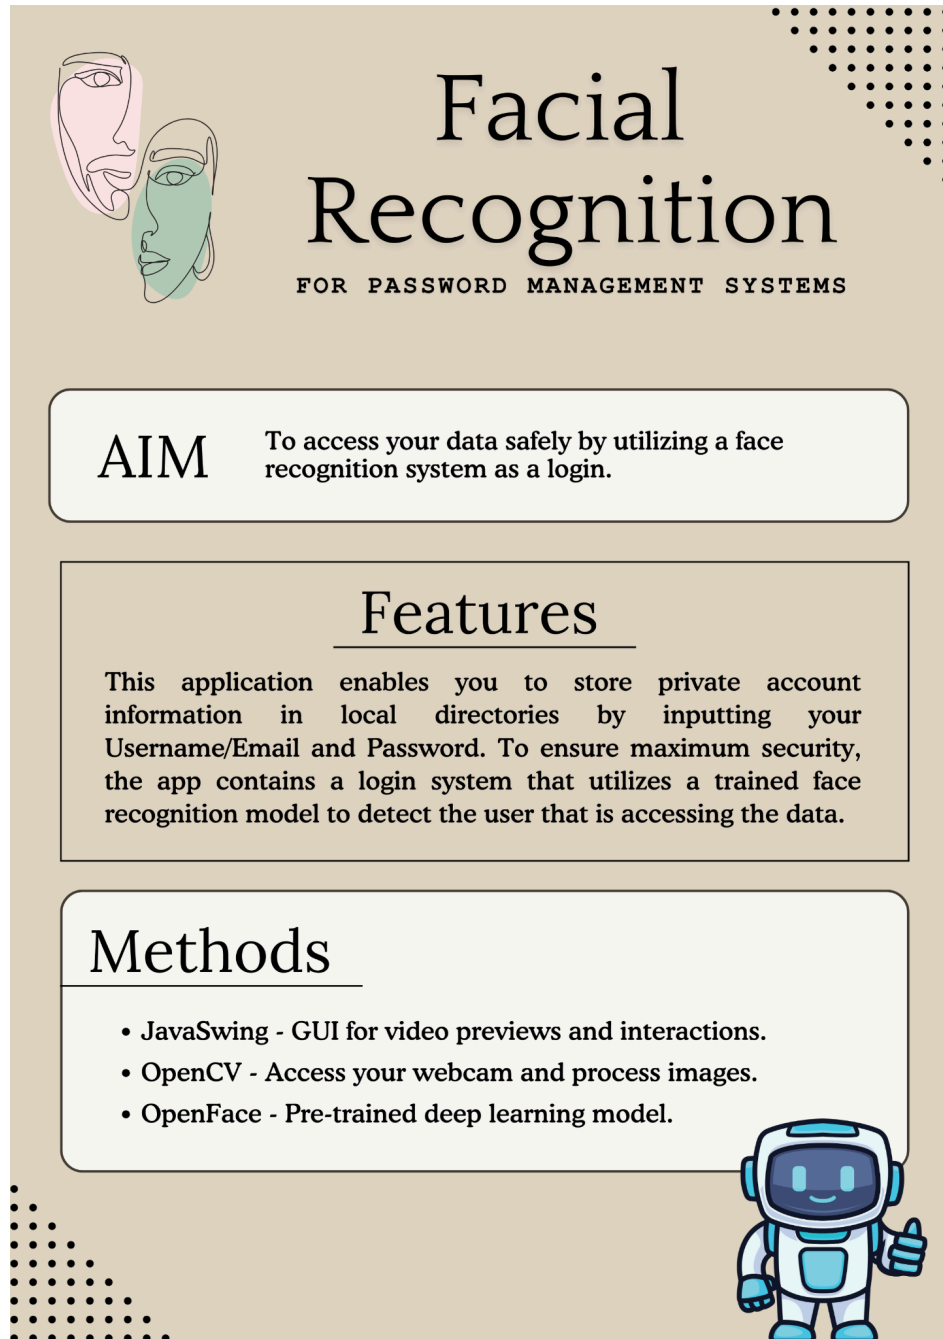 Facial
Recognition
FOR PASSWORD MANAGEMENT SYSTEMS
AIM
To access your data safely by utilizing a face
recognition system as a login.
Features
This application enables you to store private account
information in local directories by inputting your
Username/Email and Password. To ensure maximum security,
the app contains a login system that utilizes a trained face
recognition model to detect the user that is accessing the data.
Methods
• JavaSwing - GUI for video previews and interactions.
• OpenCV - Access your webcam and process images.
• OpenFace - Pre-trained deep learning model.